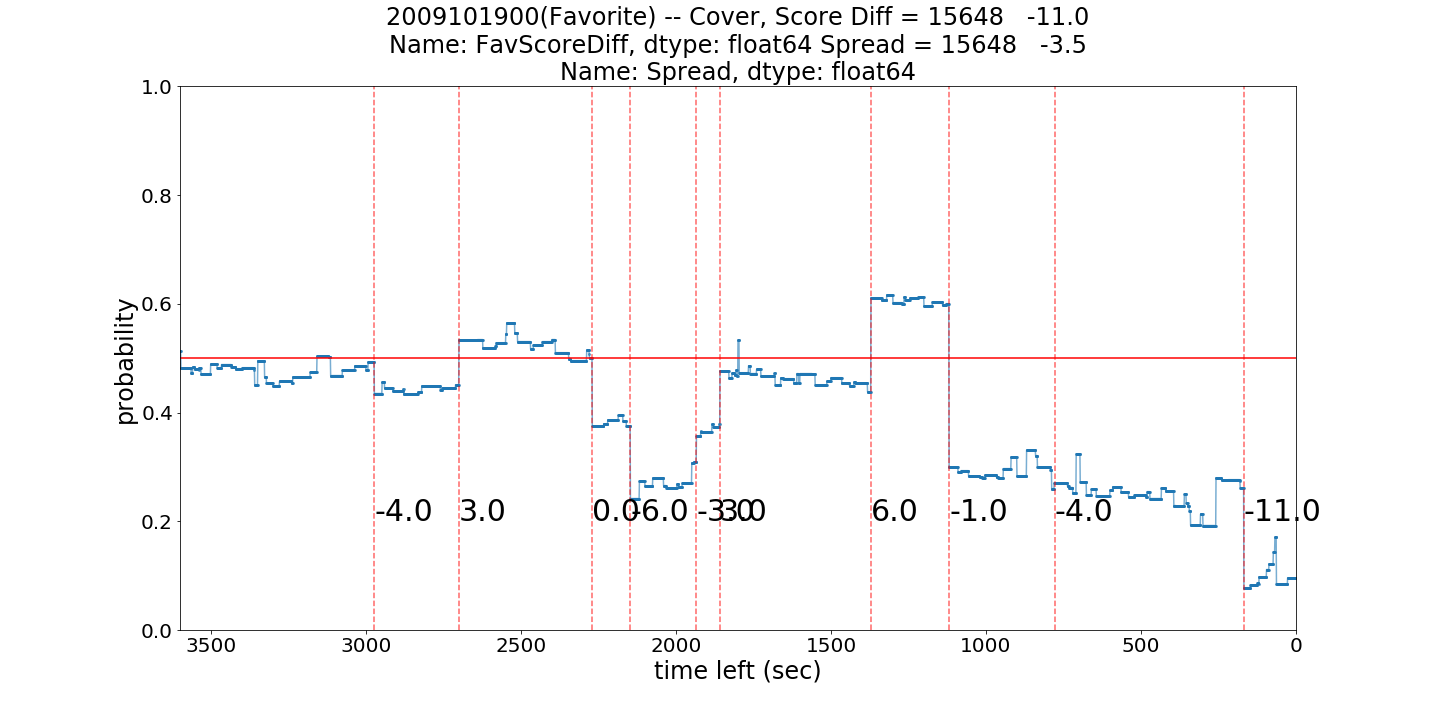 2009101900(Favorite) -- Cover, Score Diff = 15648   -11.0
Name: FavScoreDiff, dtype: float64 Spread = 15648   -3.5
Name: Spread, dtype: float64
probability
1.0
0.8
0.6
0.4
0.2
0.0
-4.0 3.0 0.0 -6.0 -3.0 3.0 6.0 -1.0 -4.0 -11.0
3500 3000 2500 2000 1500 1000 500 0
time left (sec)